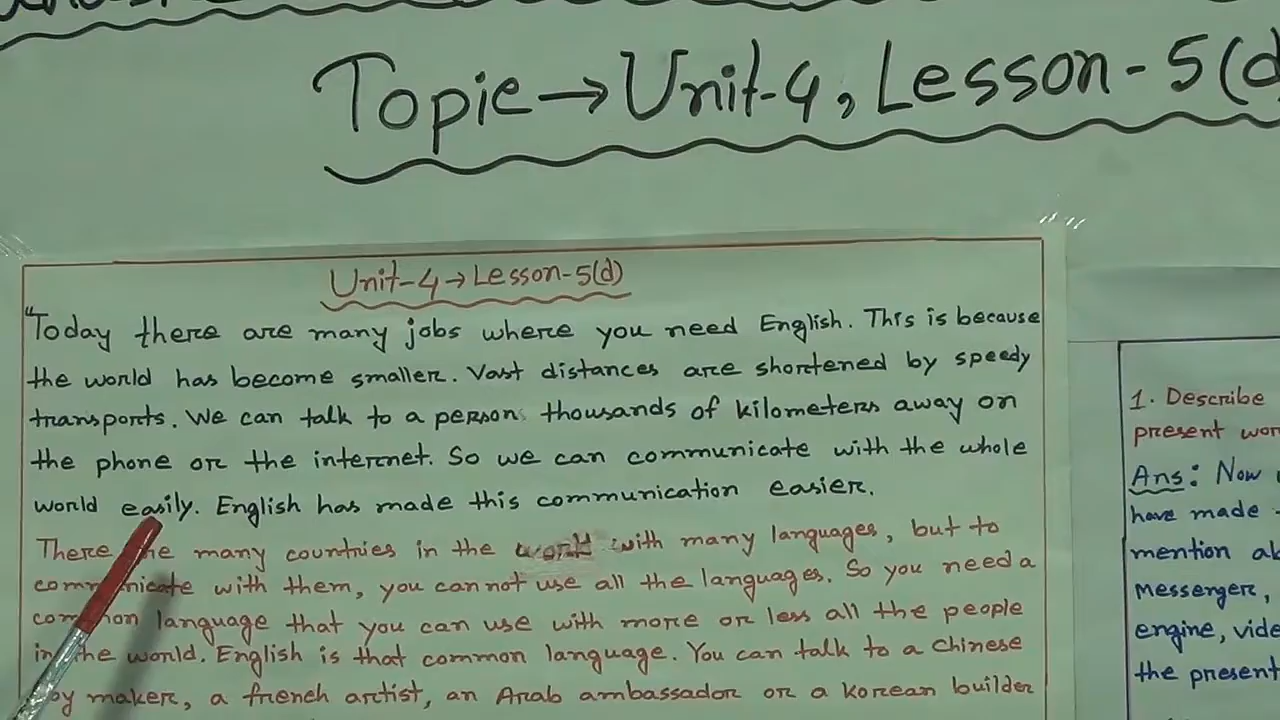 Topic → Unit-4, Lesson-5(d)
Unit-4 → Lesson-5(d)
"Today there are many jobs where you need English. This is because
the world has become smaller. Vast distances are shortened by speedy
transports. We can talk to a person thousands of kilometers away on
the phone or the internet. So we can communicate with the whole
world easily. English has made this communication easier.
There many countries in the world with many languages, but to
communicate with them, you cannot use all the languages. So you need a
common language that you can use with more or less all the people
in the world. English is that common language. You can talk to a Chinese
maker, a french artist, an Arab ambassador or a korean builder
1. Describe
present
Ans: Now
have made
mention
Messenger,
engine,
the present